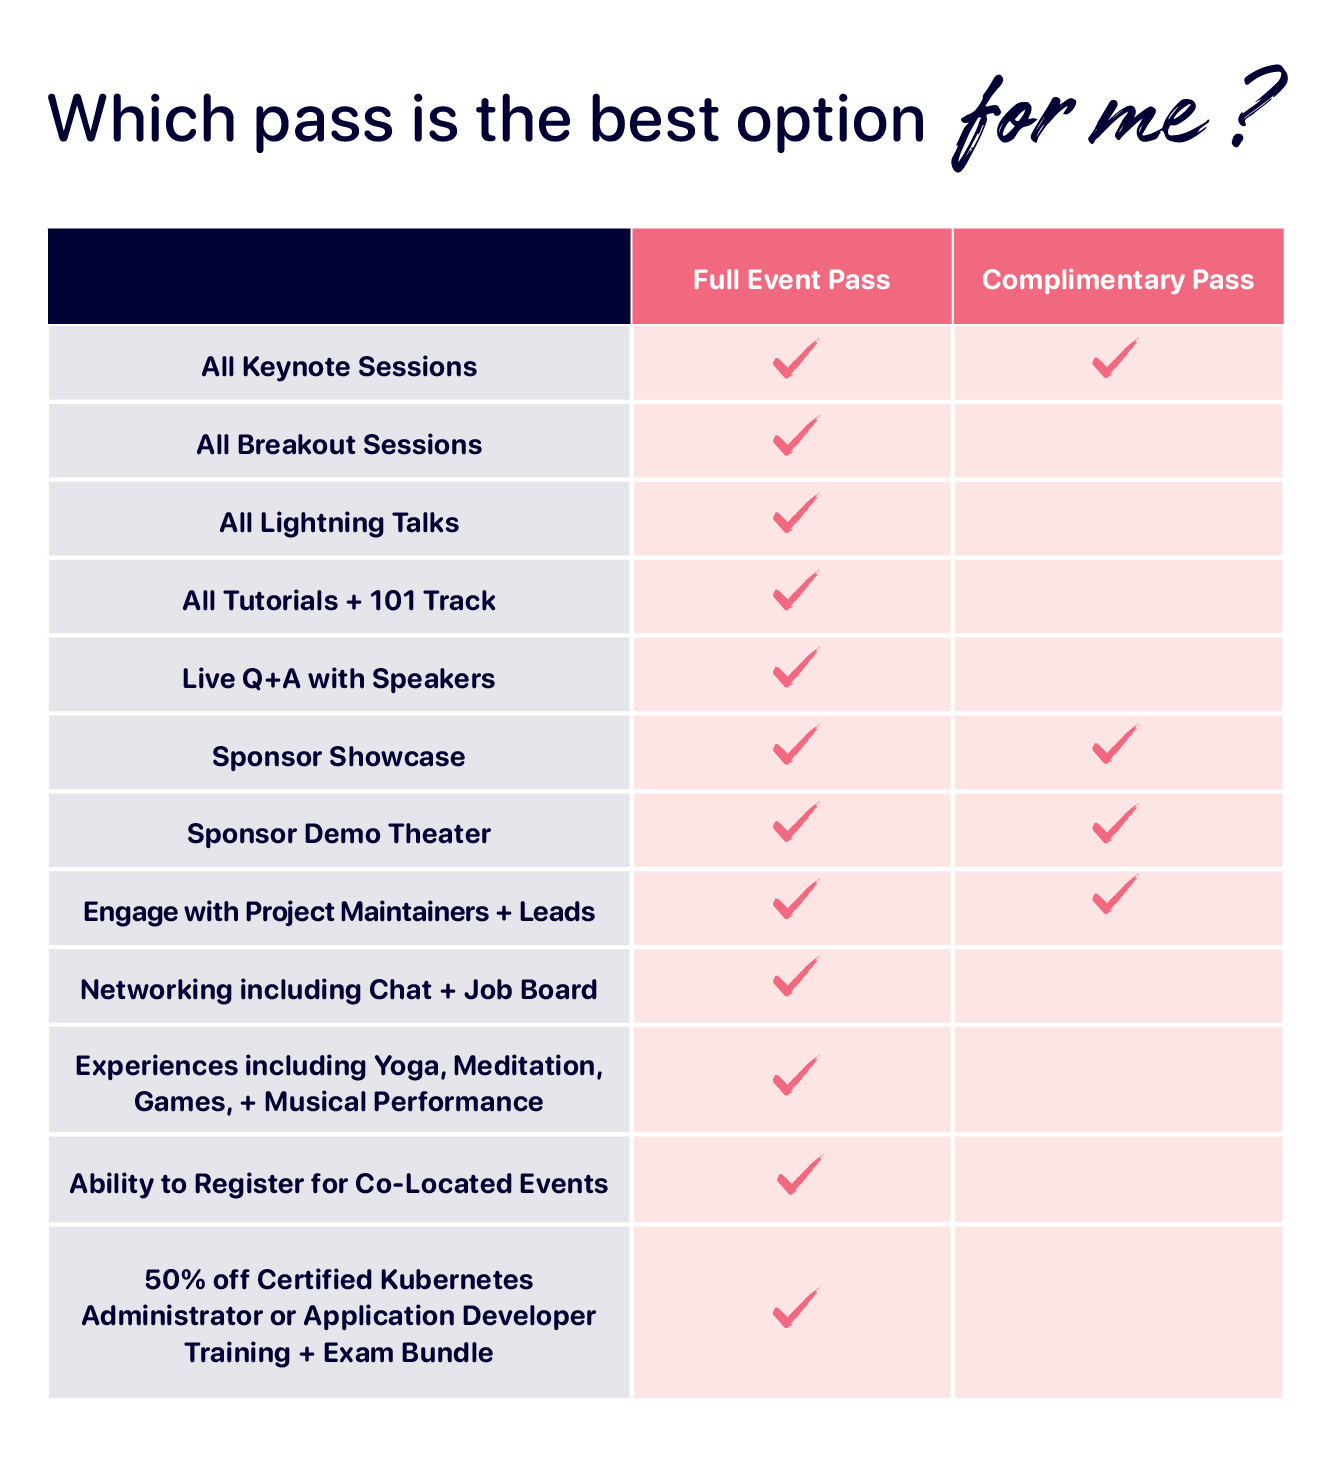 Which pass is the best option for me?
Full Event Pass
Complimentary Pass
All Keynote Sessions
All Breakout Sessions
All Lightning Talks
All Tutorials + 101 Track
Live Q+A with Speakers
Sponsor Showcase
Sponsor Demo Theater
Engage with Project Maintainers + Leads
Networking including Chat + Job Board
Experiences including Yoga, Meditation,
Games, + Musical Performance
Ability to Register for Co-Located Events
50% off Certified Kubernetes
Administrator or Application Developer
Training + Exam Bundle